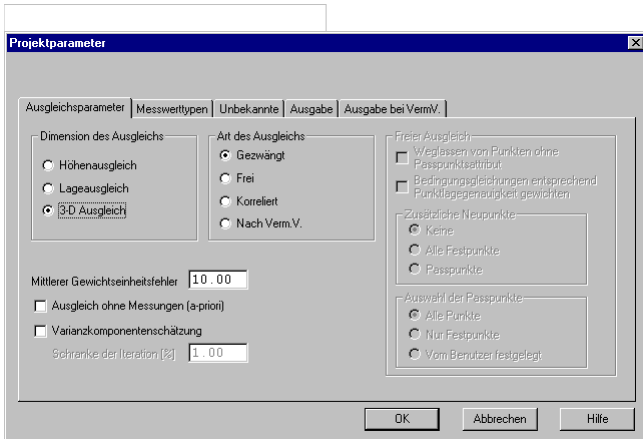 Projektparameter
Ausgleichsparameter Messwerttypen Unbekannte Ausgabe Ausgabe bei VermV.
Dimension des Ausgleichs
Höhenausgleich
Lageausgleich
3-D Ausgleich
Art des Ausgleichs
Gezwängt
Frei
Korreliert
Nach Verm.V.
Mittlerer Gewichtseinheitsfehler 10.00
Ausgleich ohne Messungen (a-priori)
Varianzkomponentenschätzung
Schranke der Iteration [%] 1.00
Freier Ausgleich
Weglassen von Punkten ohne
Passpunktsattribut
Bedingungsgleichungen entsprechend
Punktlagegenauigkeit gewichten
Zusätzliche Neupunkte
Keine
Alle Festpunkte
Passpunkte
Auswahl der Passpunkte
Alle Punkte
Nur Festpunkte
Vom Benutzer festgelegt
OK Abbrechen Hilfe